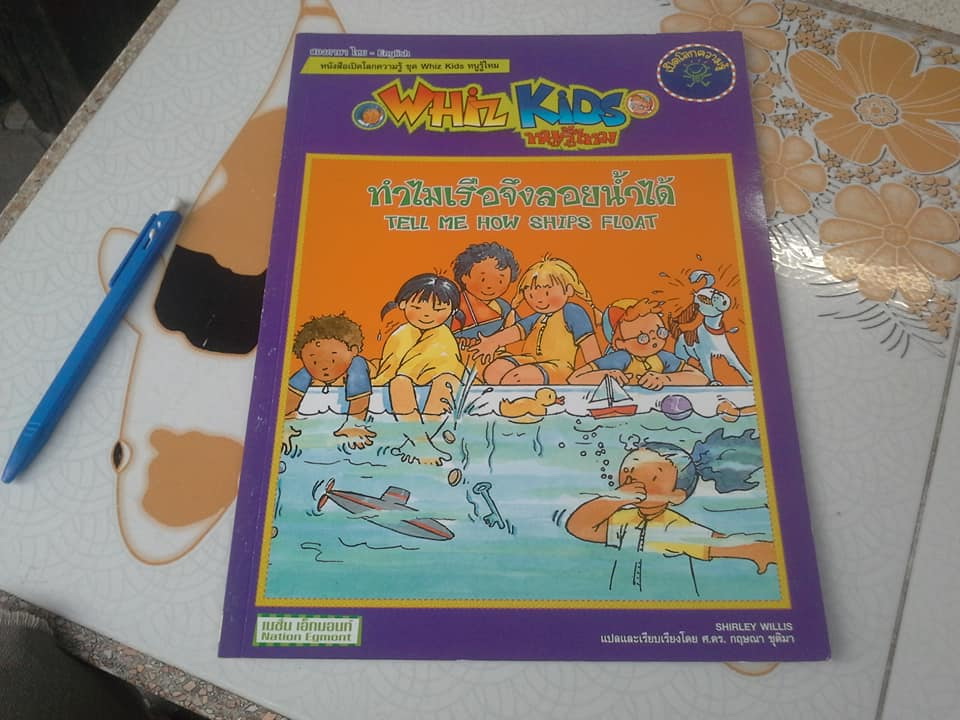 สองภาษา ไทย - English
หนังสือเปิดโลกความรู้ ชุด Whiz Kids หนูรู้ไหม
เปิดโลกความรู้
WHiZ KiDS
หนูรู้ไหม
ทำไมเรือจึงลอยน้ำได้
TELL ME HOW SHIPS FLOAT
เนชั่น เอ็กมอนท์
Nation Egmont
SHIRLEY WILLIS
แปลและเรียบเรียงโดย ศ.ดร. กฤษณา ชุติมา